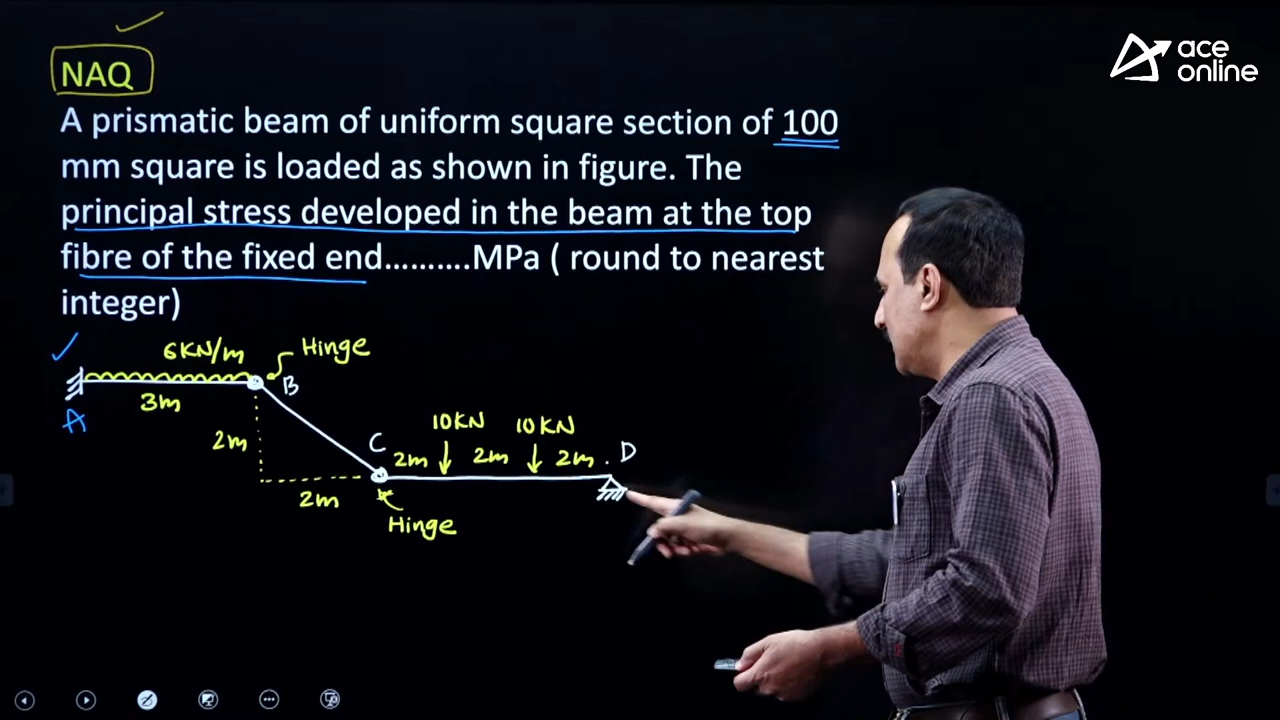 ace
online
NAQ
A prismatic beam of uniform square section of 100
mm square is loaded as shown in figure. The
principal stress developed in the beam at the top
fibre of the fixed end..........MPa ( round to nearest
integer)
6KN/m
Hinge
A
3m
B
2m
2m
C
Hinge
10KN
10KN
2m
2m
2m
D